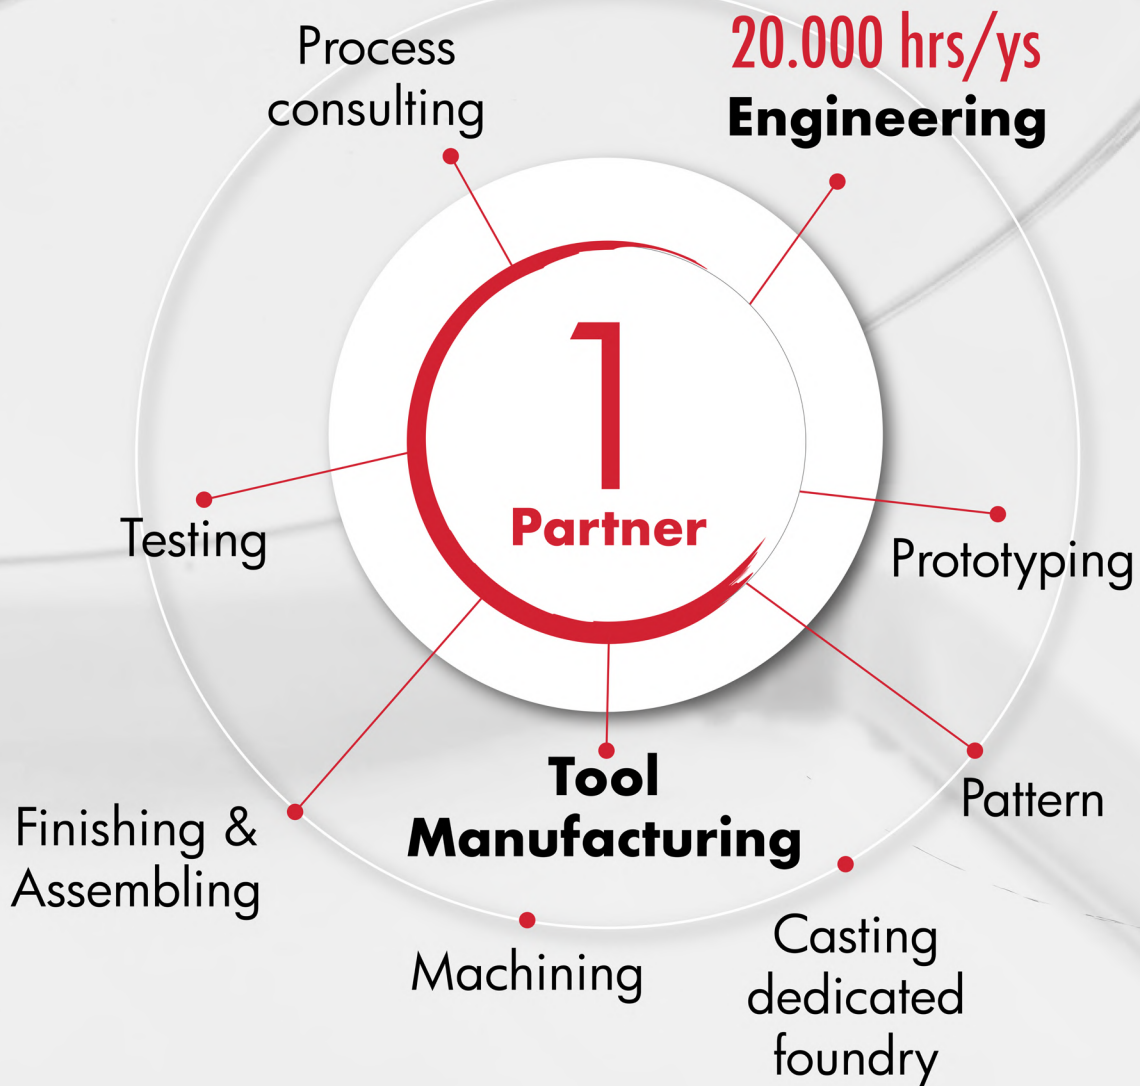 Process
consulting
20.000 hrs/ys
Engineering
1
Partner
Testing
Prototyping
Tool
Manufacturing
Pattern
Finishing &
Assembling
Machining
Casting
dedicated
foundry